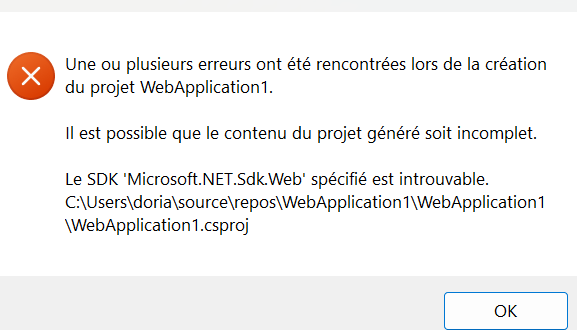 Une ou plusieurs erreurs ont été rencontrées lors de la création
du projet WebApplication1.
Il est possible que le contenu du projet généré soit incomplet.
Le SDK 'Microsoft.NET.Sdk.Web' spécifié est introuvable.
C:\Users\doria\source\repos\WebApplication1\WebApplication1
\WebApplication1.csproj
OK